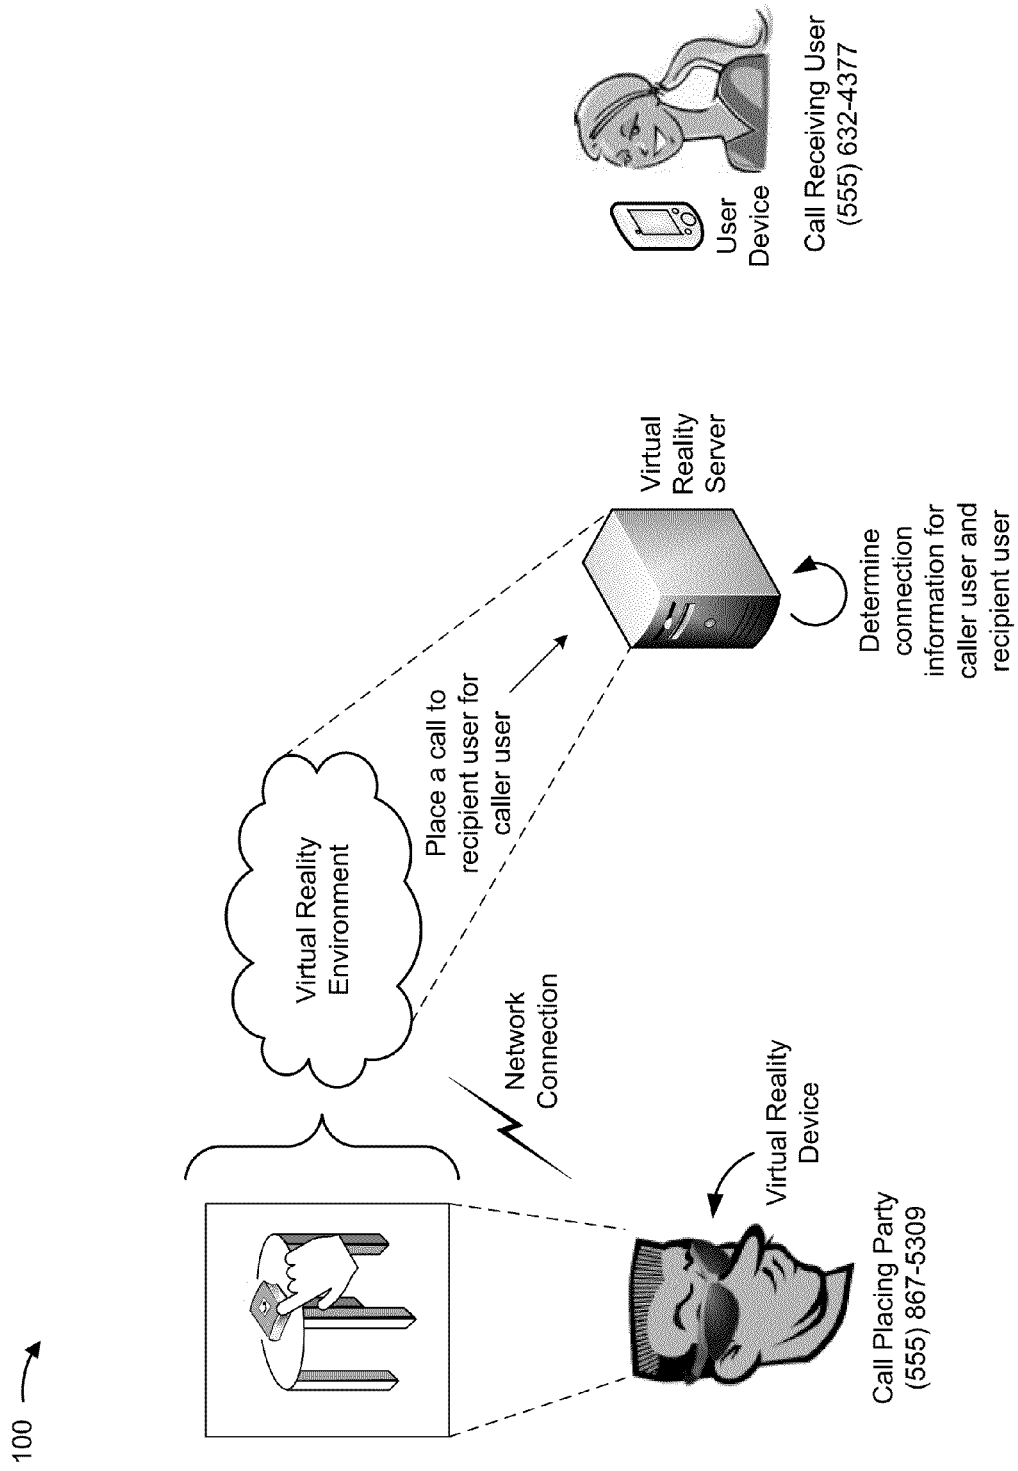 100
Virtual Reality
Environment
Network
Connection
Place a call to
recipient user for
caller user
Virtual Reality
Device
Call Placing Party
(555) 867-5309
Virtual
Reality
Server
Determine
connection
information for
caller user and
recipient user
User
Device
Call Receiving User
(555) 632-4377